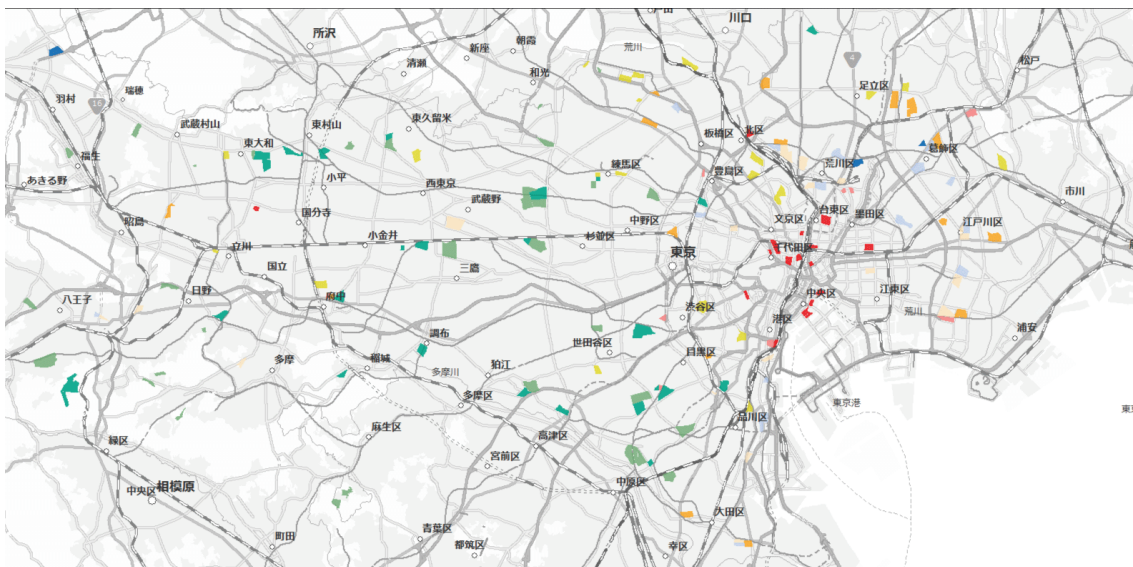 戸田
川口
所沢
荒川
朝霞
新座
松戸
4
清瀬
和光
足立区
瑞穂
16
羽村
武蔵村山
東村山
東久留米
板橋区
北区
東大和
葛飾区
福生
練馬区
荒川区
豊島区
あきる野
小平
西東京
市川
武蔵野
台東区
墨田区
国分寺
中野区
文京区
江戸川区
昭島
小金井
杉並区
立川
千代田区
東京
国立
三鷹
八王子
日野
府中
中央区
江東区
渋谷区
荒川
港区
浦安
調布
世田谷区
目黒区
多摩
稲城
多摩川
狛江
多摩区
東京港
品川区
麻生区
高津区
緑区
宮前区
中原区
中央区
相模原
大田区
青葉区
町田
都筑区
幸区